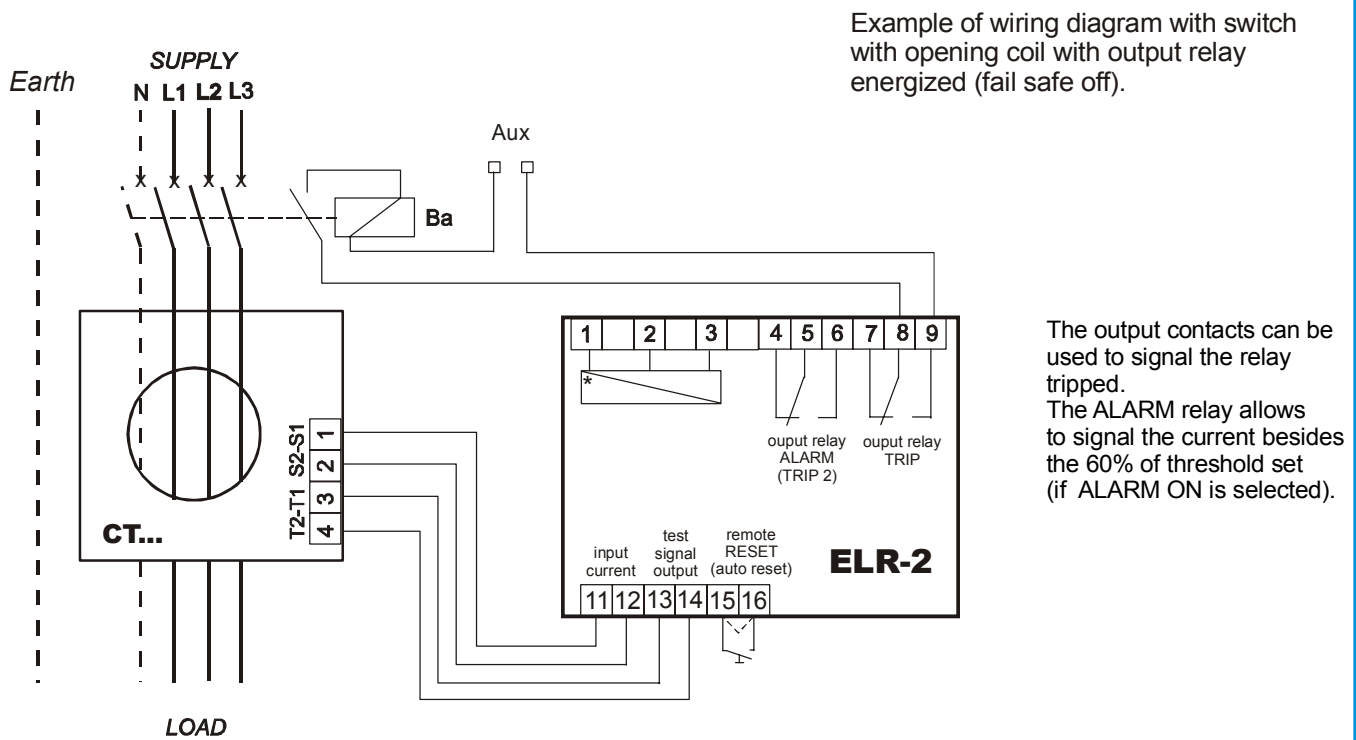 Example of wiring diagram with switch
with opening coil with output relay
energized (fail safe off).
SUPPLY
Earth
N L1 L2 L3
Aux
Ba
1 2 3 4 5 6 7 8 9
*
ouput relay
ALARM
(TRIP 2)
ouput relay
TRIP
The output contacts can be
used to signal the relay
tripped.
The ALARM relay allows
to signal the current besides
the 60% of threshold set
(if ALARM ON is selected).
T2-T1 S2-S1
1
2
3
4
CT...
input
current
test
signal
output
remote
RESET
(auto reset)
ELR-2
11 12 13 14 15 16
LOAD